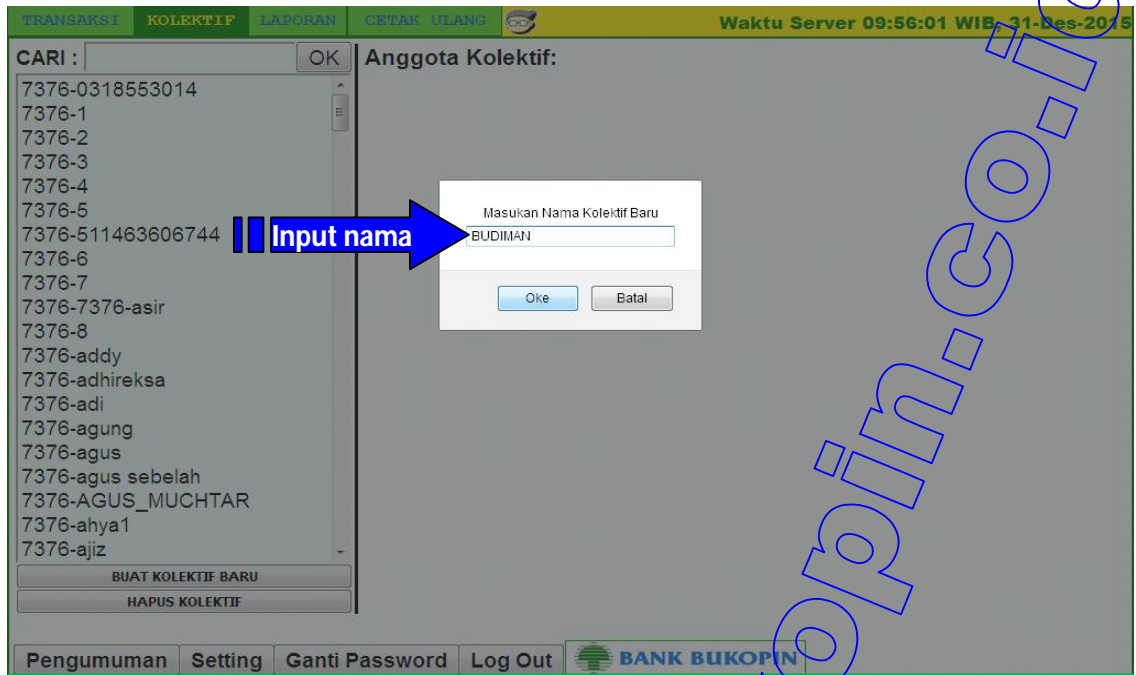 TRANSAKSI KOLEKTIF LAPORAN CETAK ULANG Waktu Server 09:56:01 WIB, 31-Des-2015
CARI : OK Anggota Kolektif:
7376-0318553014
7376-1
7376-2
7376-3
7376-4
7376-5
7376-511463606744
7376-6
7376-7
7376-7376-asir
7376-8
7376-addy
7376-adhireksa
7376-adi
7376-agung
7376-agus
7376-agus sebelah
7376-AGUS_MUCHTAR
7376-ahya1
7376-ajiz
Input nama
Masukan Nama Kolektif Baru
BUDIMAN
Oke Batal
BUAT KOLEKTIF BARU
HAPUS KOLEKTIF
Pengumuman Setting Ganti Password Log Out BANK BUKOPIN
opin.co.id